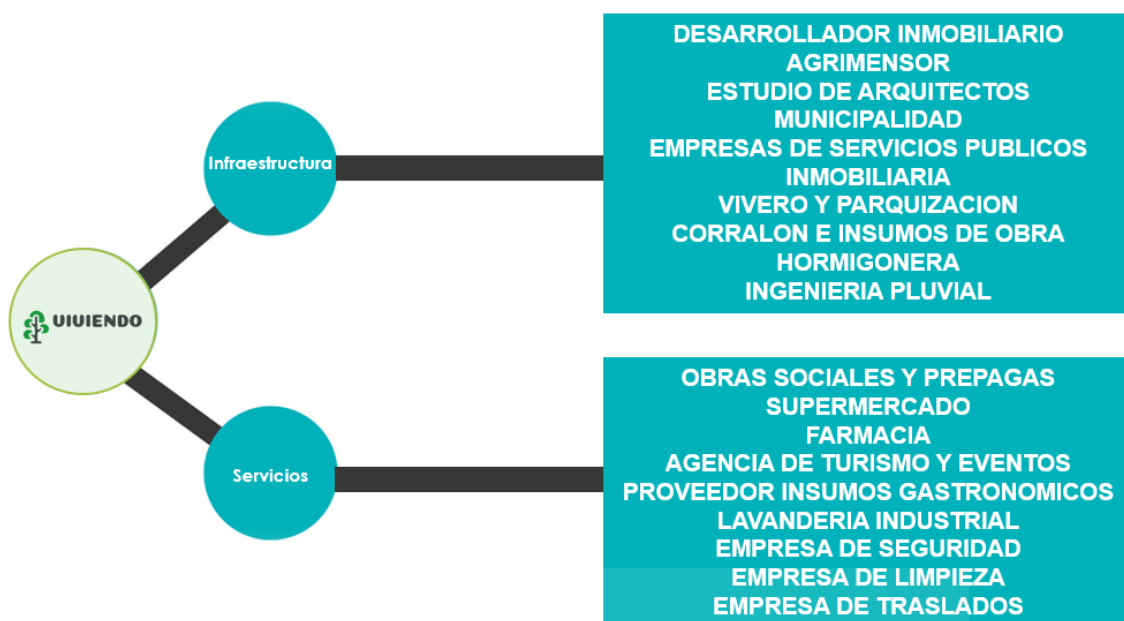 VIVIENDO
Infraestructura
DESARROLLADOR INMOBILIARIO
AGRIMENSOR
ESTUDIO DE ARQUITECTOS
MUNICIPALIDAD
EMPRESAS DE SERVICIOS PUBLICOS
INMOBILIARIA
VIVERO Y PARQUIZACION
CORRALON E INSUMOS DE OBRA
HORMIGONERA
INGENIERIA PLUVIAL
Servicios
OBRAS SOCIALES Y PREPAGAS
SUPERMERCADO
FARMACIA
AGENCIA DE TURISMO Y EVENTOS
PROVEEDOR INSUMOS GASTRONOMICOS
LAVANDERIA INDUSTRIAL
EMPRESA DE SEGURIDAD
EMPRESA DE LIMPIEZA
EMPRESA DE TRASLADOS